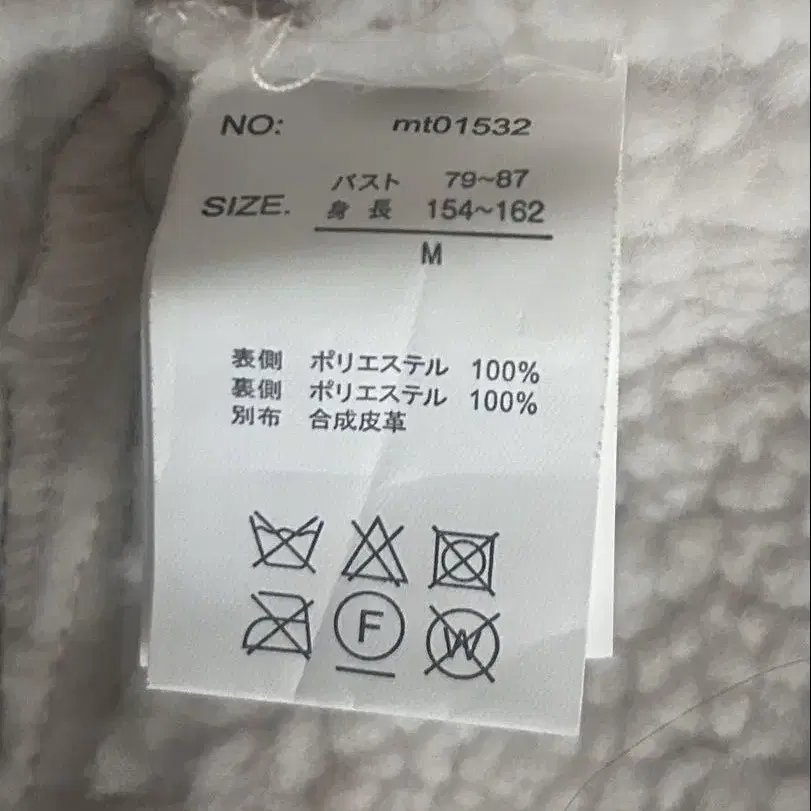 NO: mt01532
バスト 79~87
SIZE. 身長 154~162
M
表側 ポリエステル 100%
裏側 ポリエステル 100%
別布 合成皮革
F
W